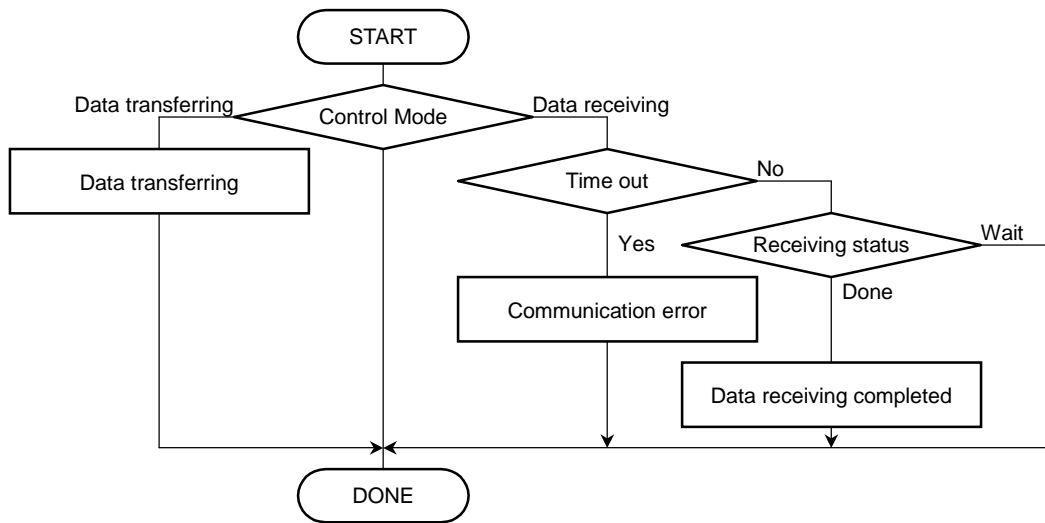 START
Data transferring
Control Mode
Data receiving
Data transferring
Time out
No
Yes
Receiving status
Wait
Communication error
Done
Data receiving completed
DONE